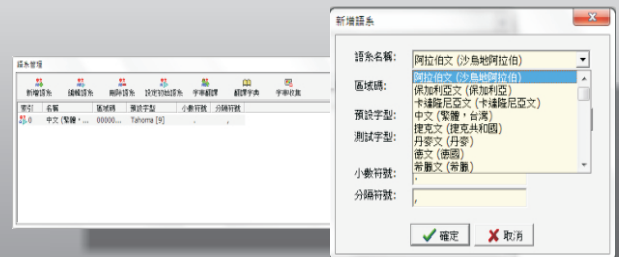 語系管理
新增語系 編輯語系 刪除語系 設定初始語系 字串翻譯 翻譯字典 字串收集
索引 名稱 區域碼 預設字型 小數符號 分隔符號
0 中文 (繁體，... 00000... Tahoma [9] . ,
新增語系
語系名稱: 阿拉伯文 (沙烏地阿拉伯)
區域碼:
預設字型:
測試字型:
小數符號: .
分隔符號: ,
阿拉伯文 (沙烏地阿拉伯)
保加利亞文 (保加利亞)
卡達隆尼亞文 (卡達隆尼亞)
中文 (繁體，台灣)
捷克文 (捷克共和國)
丹麥文 (丹麥)
德文 (德國)
希臘文 (希臘)
確定 取消